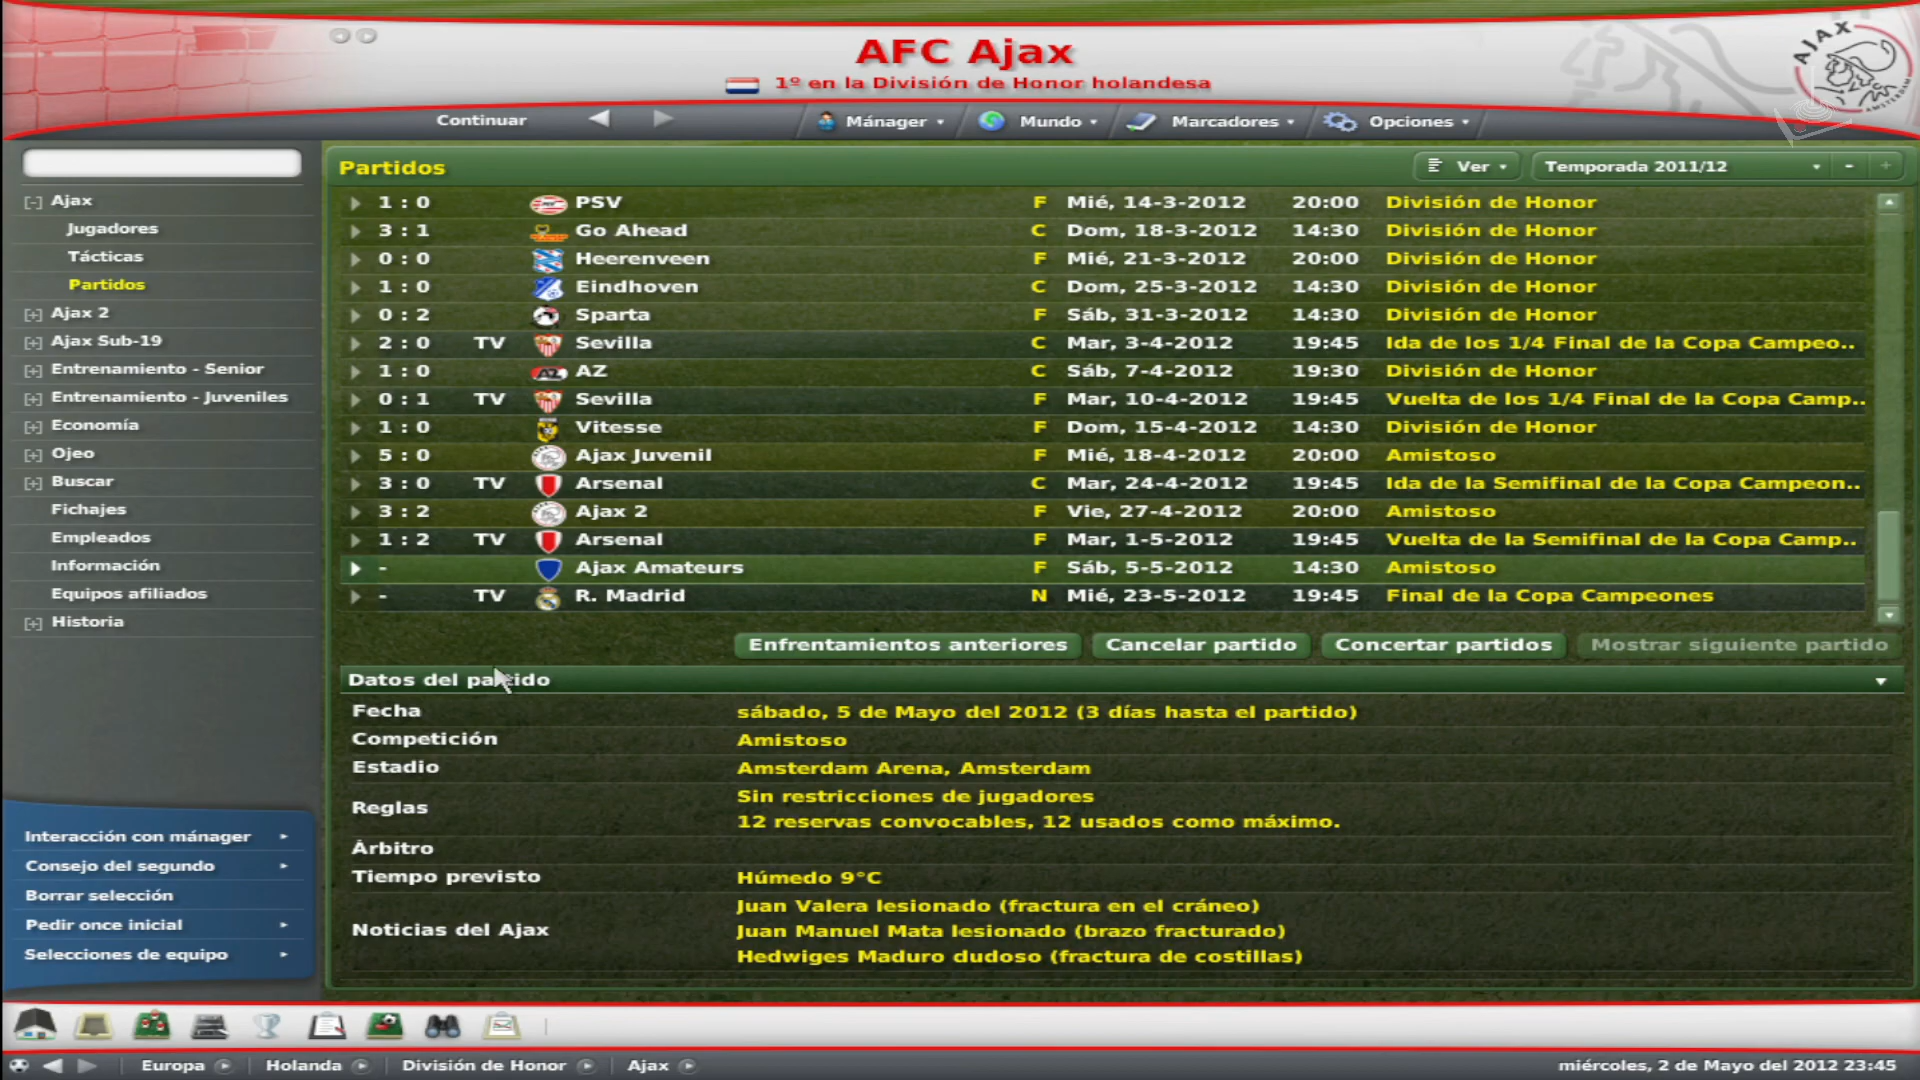 AFC Ajax
1º en la División de Honor holandesa
AJAX
AMSTERDAM
Continuar Mánager Mundo Marcadores Opciones
Partidos Ver Temporada 2011/12 - +
[-] Ajax
Jugadores
Tácticas
Partidos
[+] Ajax 2
[+] Ajax Sub-19
[+] Entrenamiento - Senior
[+] Entrenamiento - Juveniles
[+] Economía
[+] Ojeo
[+] Buscar
Fichajes
Empleados
Información
Equipos afiliados
[+] Historia
Interacción con mánager
Consejo del segundo
Borrar selección
Pedir once inicial
Selecciones de equipo
1 : 0 PSV F Mié, 14-3-2012 20:00 División de Honor
3 : 1 Go Ahead C Dom, 18-3-2012 14:30 División de Honor
0 : 0 Heerenveen F Mié, 21-3-2012 20:00 División de Honor
1 : 0 Eindhoven C Dom, 25-3-2012 14:30 División de Honor
0 : 2 Sparta F Sáb, 31-3-2012 14:30 División de Honor
2 : 0 TV Sevilla C Mar, 3-4-2012 19:45 Ida de los 1/4 Final de la Copa Campeo..
1 : 0 AZ C Sáb, 7-4-2012 19:30 División de Honor
0 : 1 TV Sevilla F Mar, 10-4-2012 19:45 Vuelta de los 1/4 Final de la Copa Camp..
1 : 0 Vitesse F Dom, 15-4-2012 14:30 División de Honor
5 : 0 Ajax Juvenil F Mié, 18-4-2012 20:00 Amistoso
3 : 0 TV Arsenal C Mar, 24-4-2012 19:45 Ida de la Semifinal de la Copa Campeon..
3 : 2 Ajax 2 F Vie, 27-4-2012 20:00 Amistoso
1 : 2 TV Arsenal F Mar, 1-5-2012 19:45 Vuelta de la Semifinal de la Copa Camp..
- Ajax Amateurs F Sáb, 5-5-2012 14:30 Amistoso
- TV R. Madrid N Mié, 23-5-2012 19:45 Final de la Copa Campeones
Enfrentamientos anteriores Cancelar partido Concertar partidos Mostrar siguiente partido
Datos del partido
Fecha sábado, 5 de Mayo del 2012 (3 días hasta el partido)
Competición Amistoso
Estadio Amsterdam Arena, Amsterdam
Reglas Sin restricciones de jugadores
12 reservas convocables, 12 usados como máximo.
Árbitro
Tiempo previsto Húmedo 9°C
Noticias del Ajax Juan Valera lesionado (fractura en el cráneo)
Juan Manuel Mata lesionado (brazo fracturado)
Hedwiges Maduro dudoso (fractura de costillas)
Europa Holanda División de Honor Ajax miércoles, 2 de Mayo del 2012 23:45